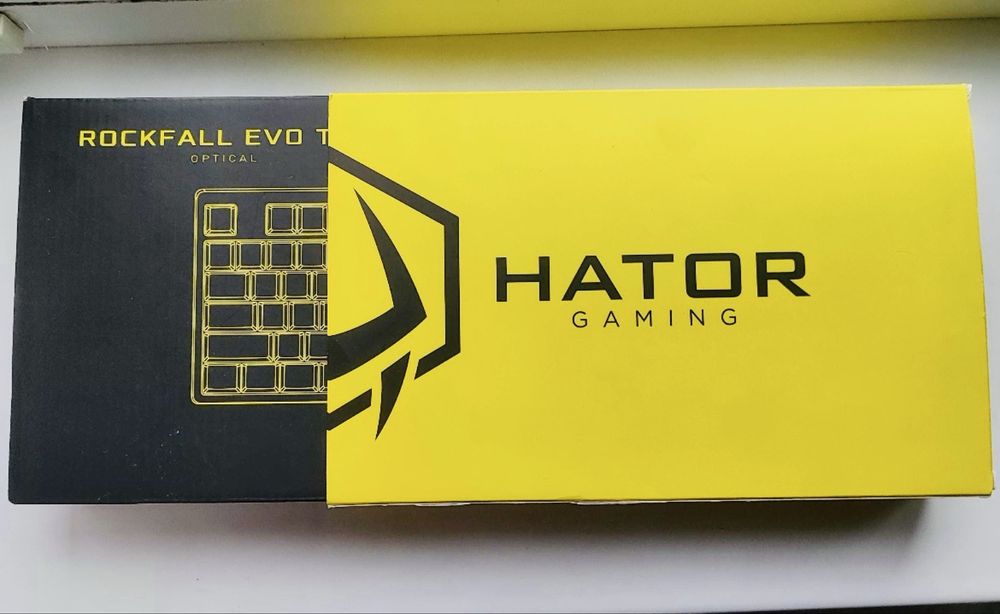 ROCKFALL EVO T
OPTICAL
HATOR
GAMING